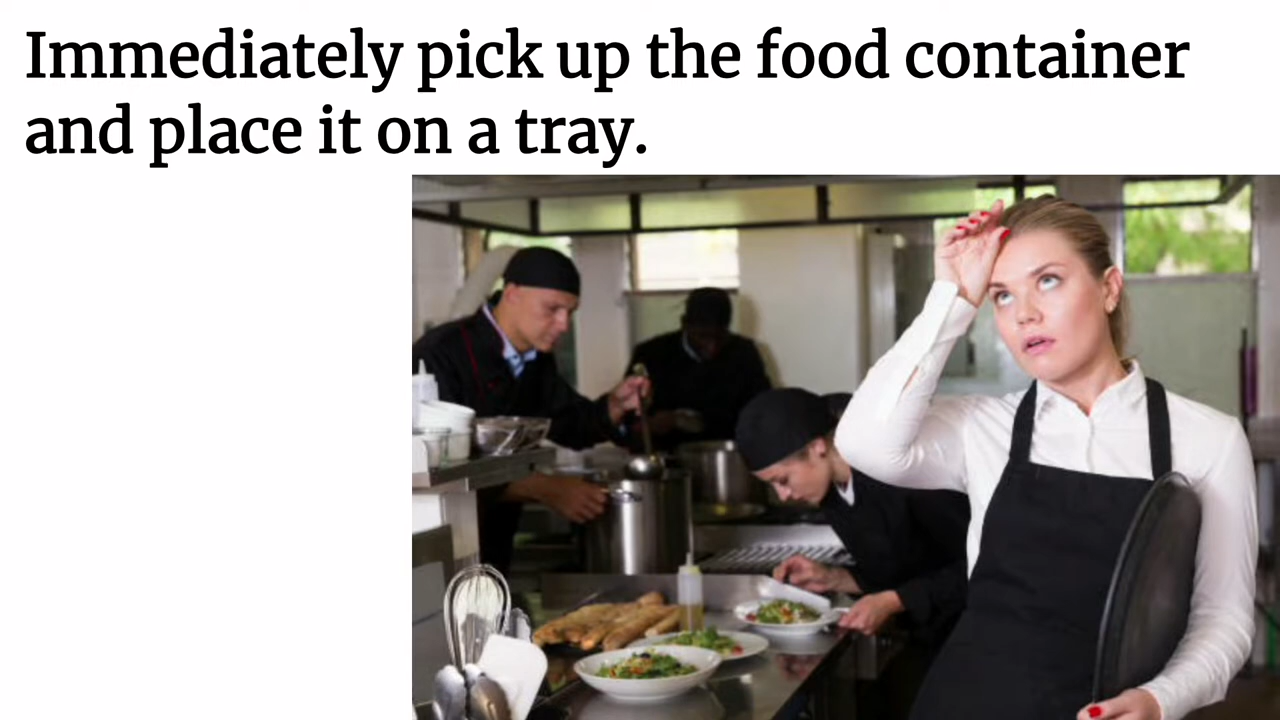 Immediately pick up the food container
and place it on a tray.